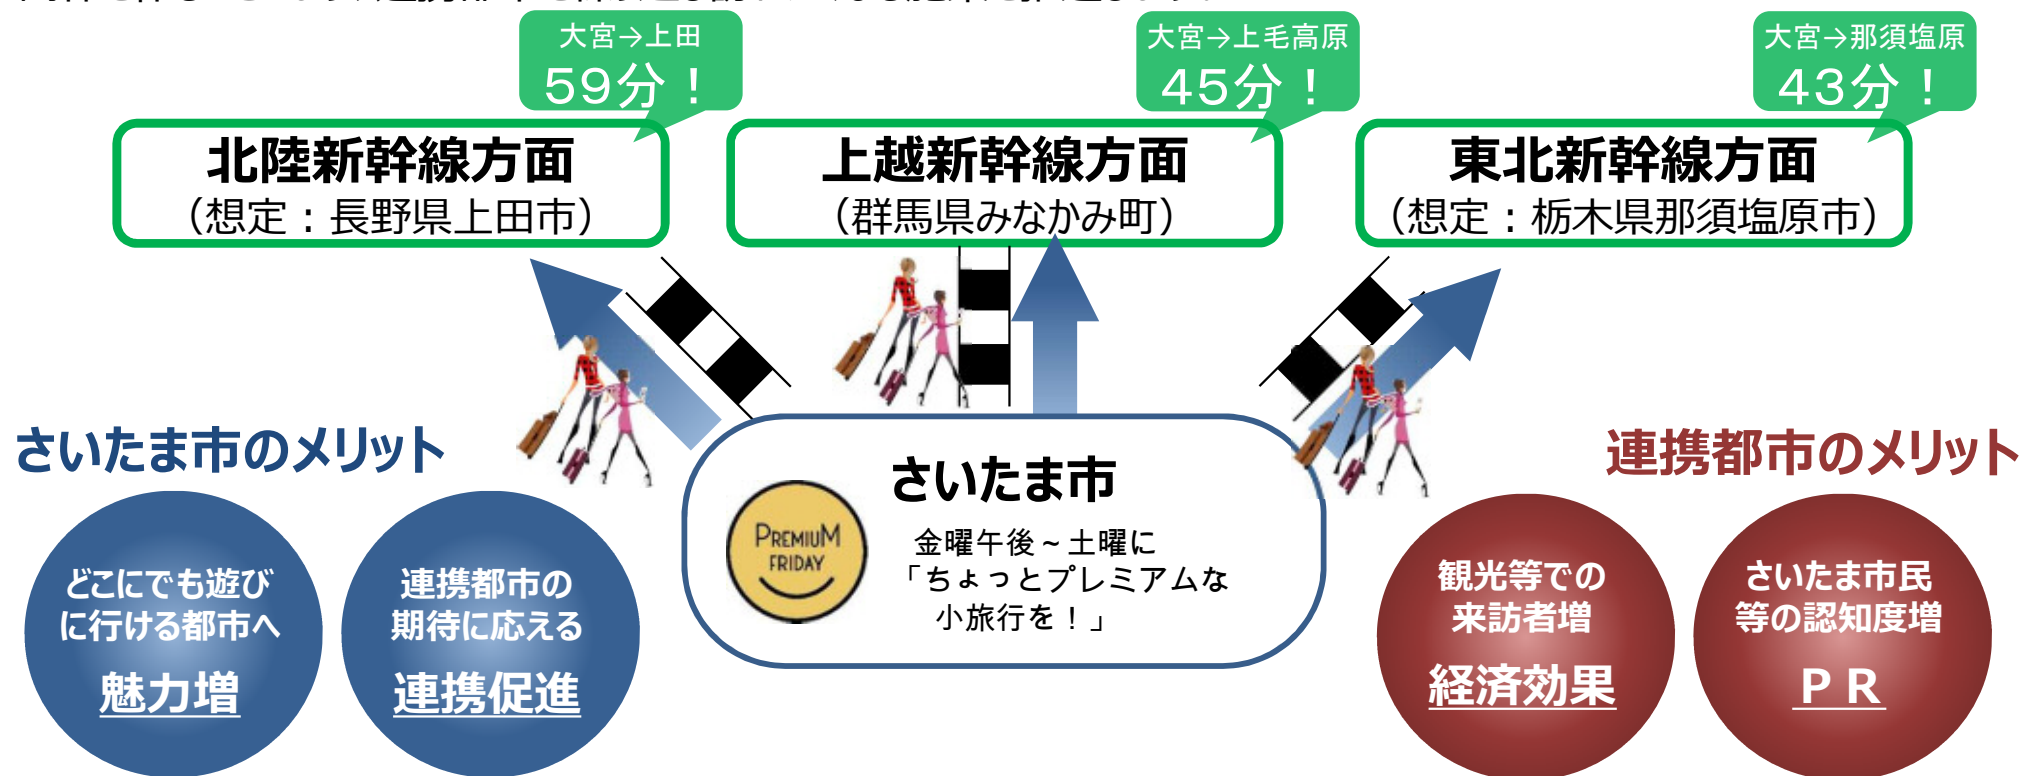 大宮→上田
59分！
大宮→上毛高原
45分！
大宮→那須塩原
43分！
北陸新幹線方面
（想定：長野県上田市）
上越新幹線方面
（群馬県みなかみ町）
東北新幹線方面
（想定：栃木県那須塩原市）
さいたま市のメリット
どこにでも遊び
に行ける都市へ
魅力増
連携都市の
期待に応える
連携促進
さいたま市
PREMIUM
FRIDAY
金曜午後～土曜に
「ちょっとプレミアムな
小旅行を！」
連携都市のメリット
観光等での
来訪者増
経済効果
さいたま市民
等の認知度増
ＰＲ